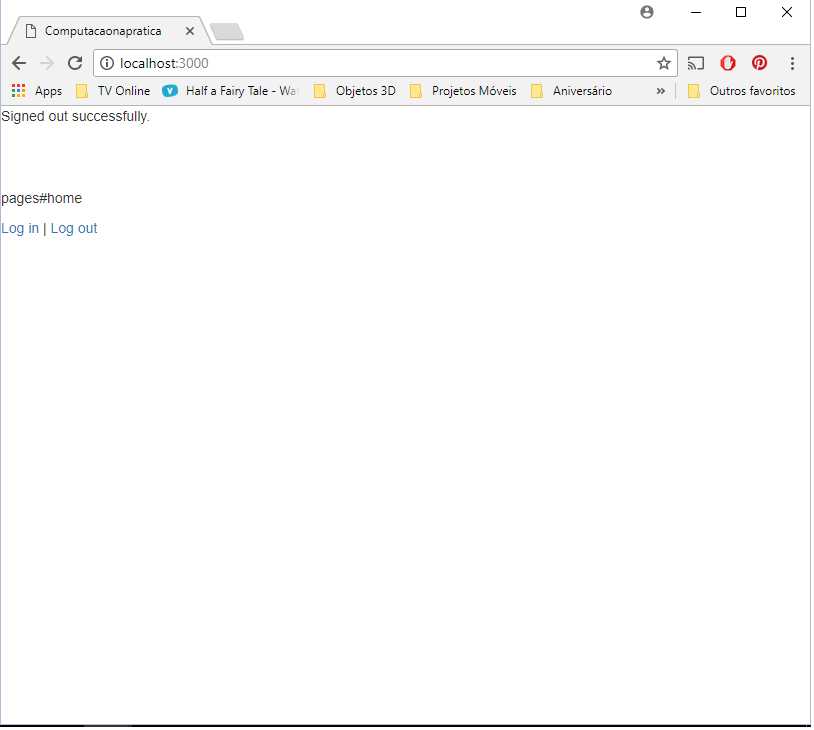 Computacaonapratica
localhost:3000
Apps TV Online Half a Fairy Tale - Wat Objetos 3D Projetos Móveis Aniversário » Outros favoritos
Signed out successfully.
pages#home
Log in | Log out